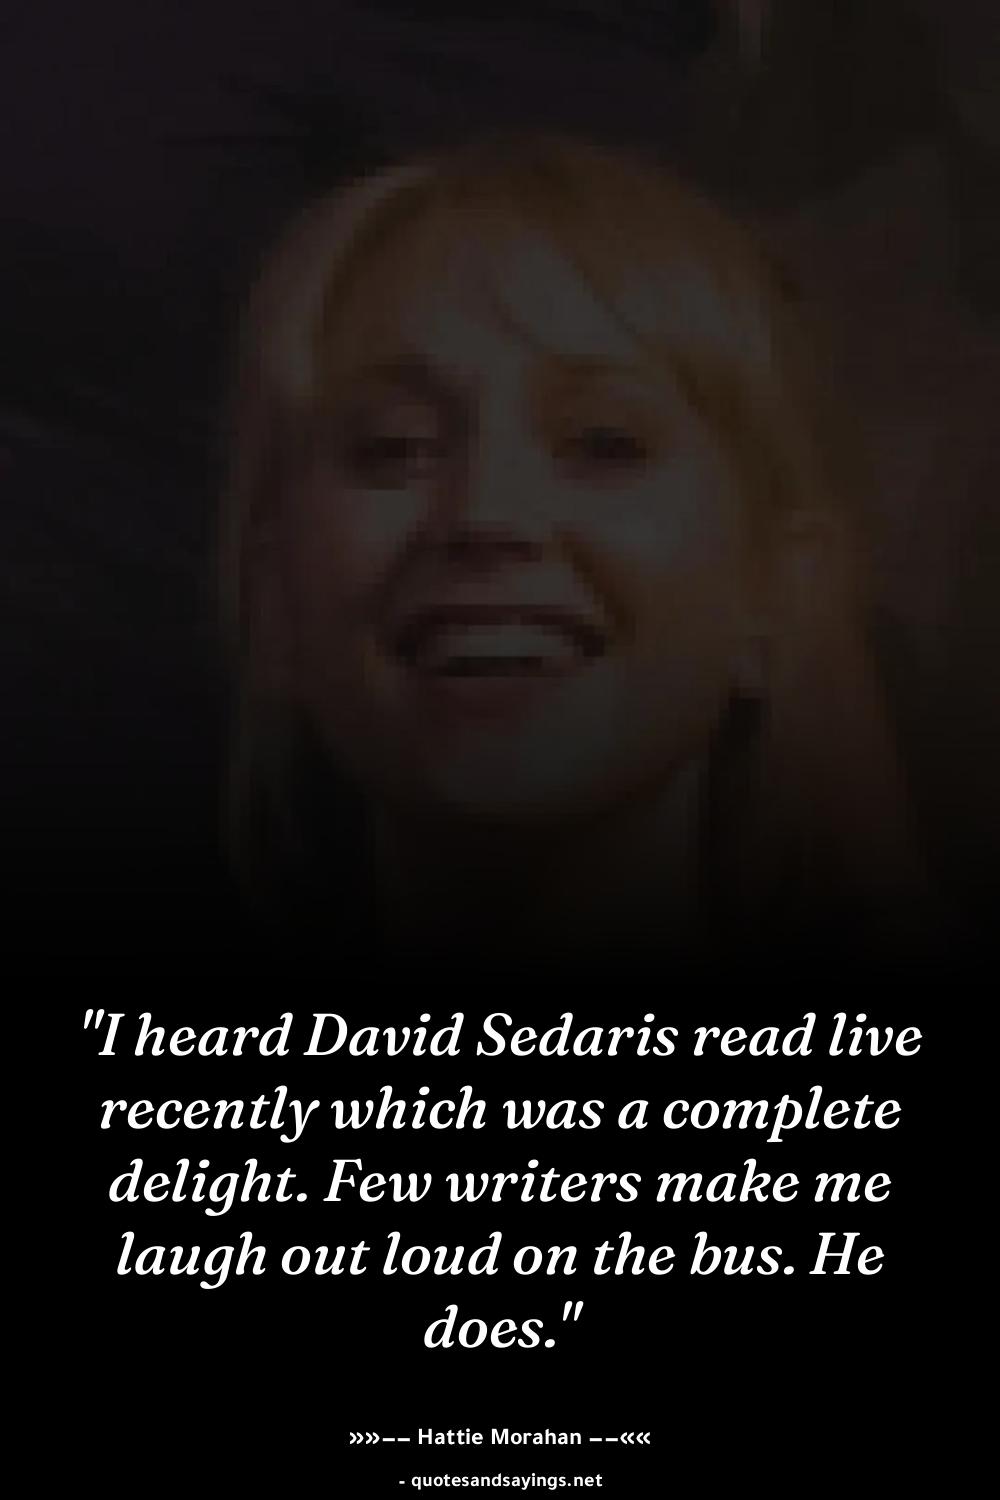 "I heard David Sedaris read live
recently which was a complete
delight. Few writers make me
laugh out loud on the bus. He
does."
»»–– Hattie Morahan ––««
- quotesandsayings.net